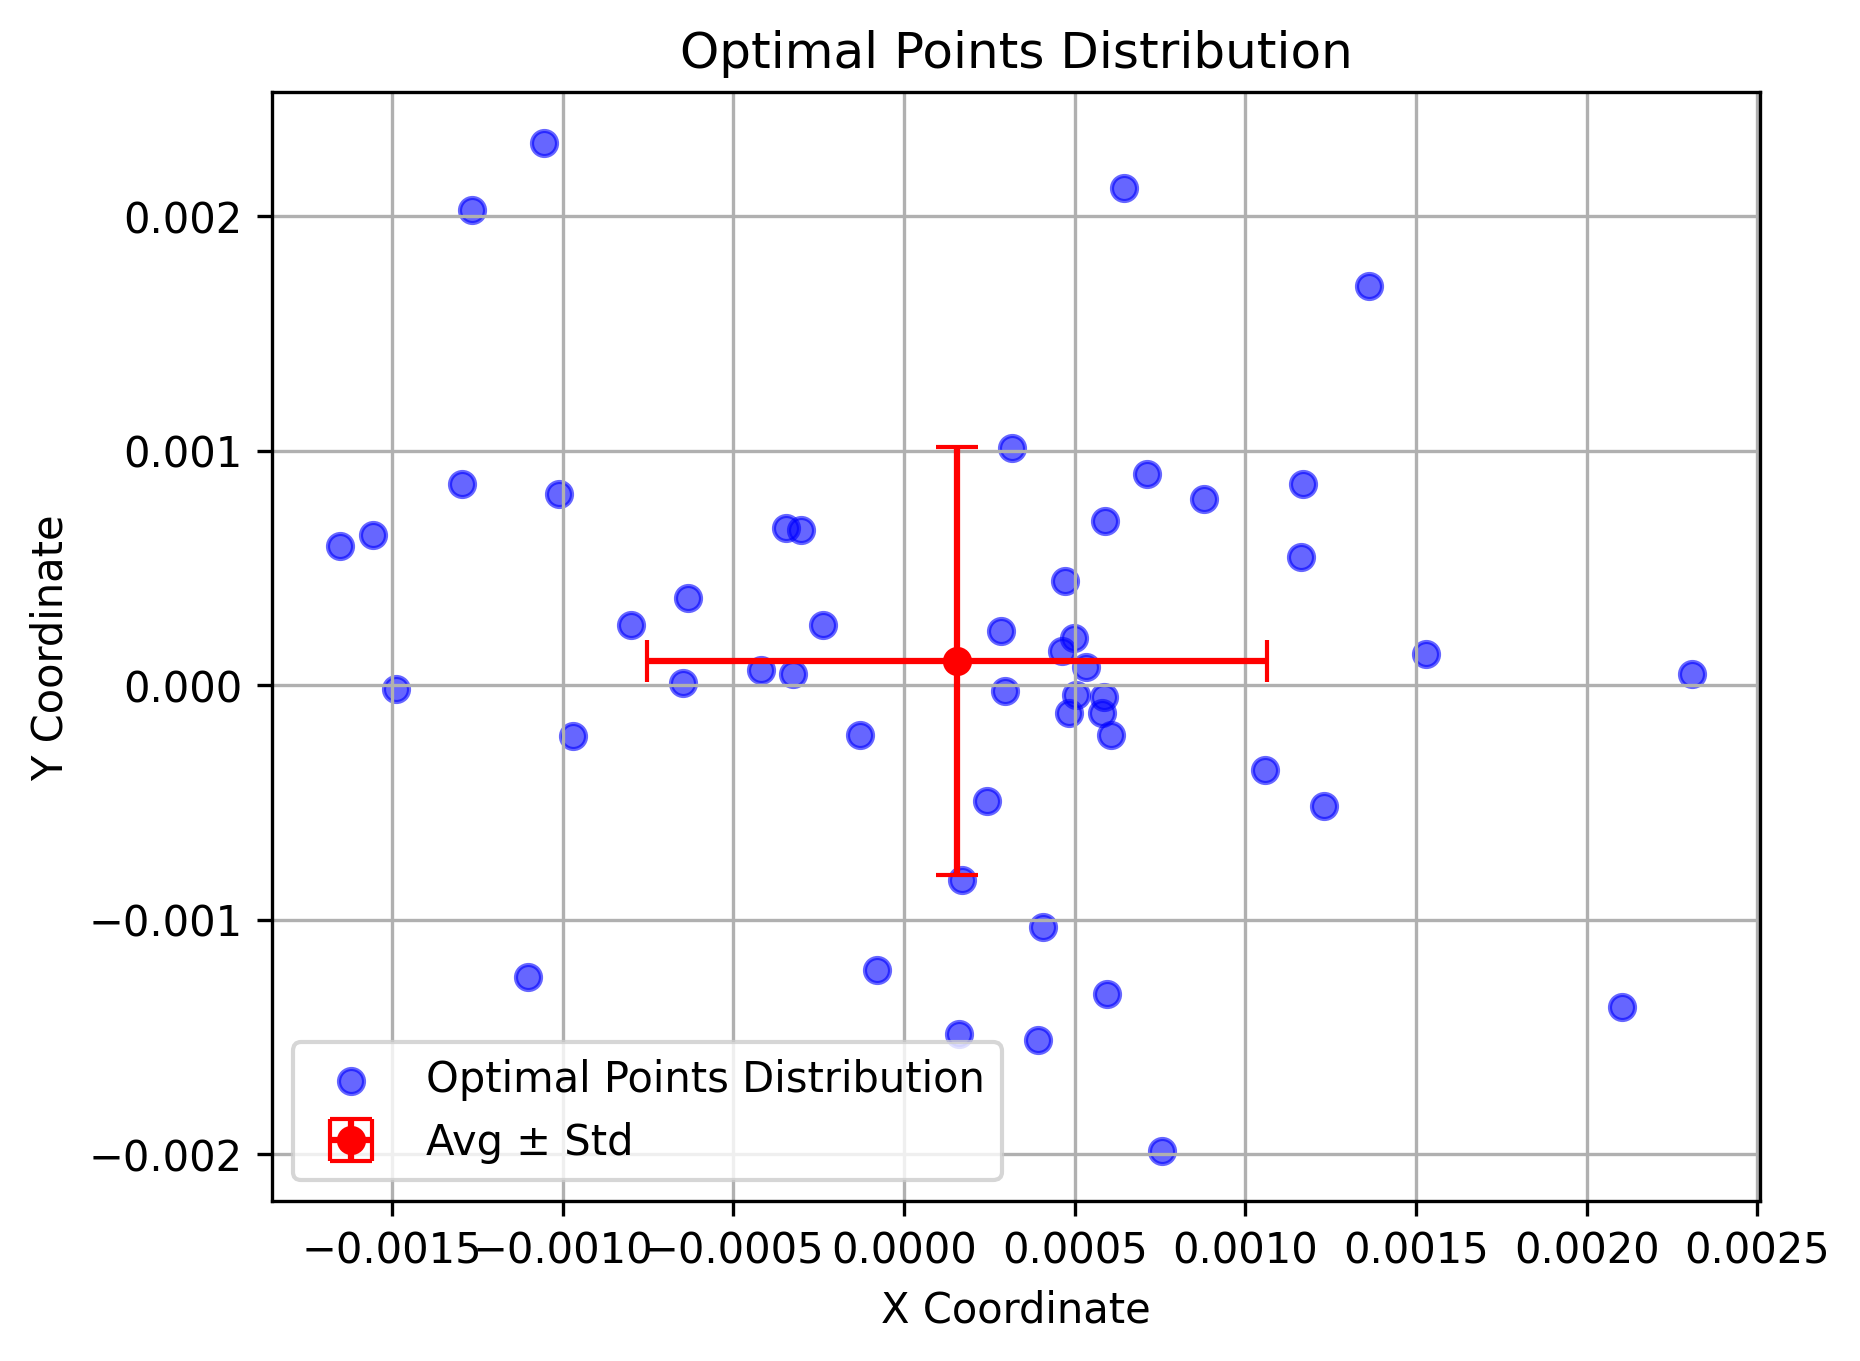 Optimal Points Distribution
0.002
0.001
0.000
−0.001
−0.002
Y Coordinate
Optimal Points Distribution
Avg ± Std
−0.0015 −0.0010 −0.0005 0.0000 0.0005 0.0010 0.0015 0.0020 0.0025
X Coordinate